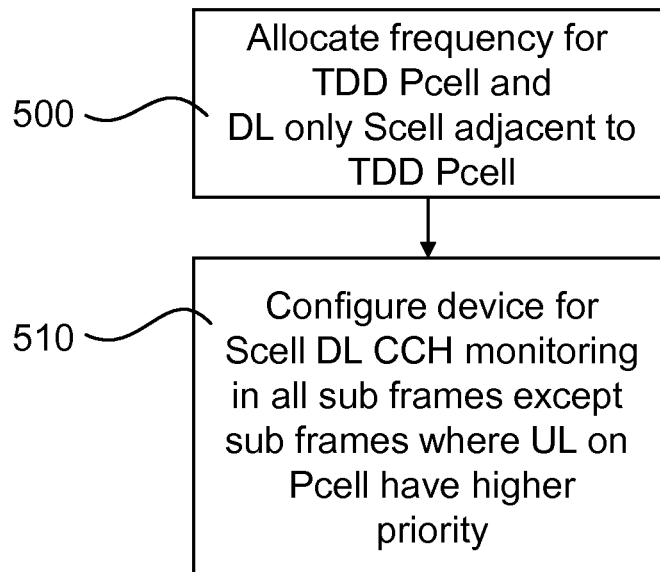 Allocate frequency for
TDD Pcell and
500
DL only Scell adjacent to
TDD Pcell
Configure device for
510
Scell DL CCH monitoring
in all sub frames except
sub frames where UL on
Pcell have higher
priority